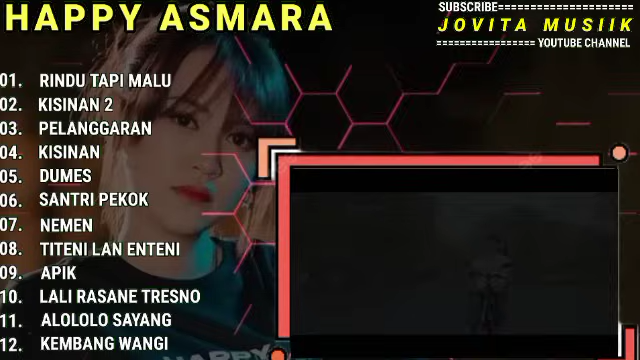 HAPPY ASMARA
SUBSCRIBE======================
JOVITA MUSIIK
================ YOUTUBE CHANNEL
01. RINDU TAPI MALU
02. KISINAN 2
03. PELANGGARAN
04. KISINAN
05. DUMES
06. SANTRI PEKOK
07. NEMEN
08. TITENI LAN ENTENI
09. APIK
10. LALI RASANE TRESNO
11. ALOLOLO SAYANG
12. KEMBANG WANGI
HAPPY